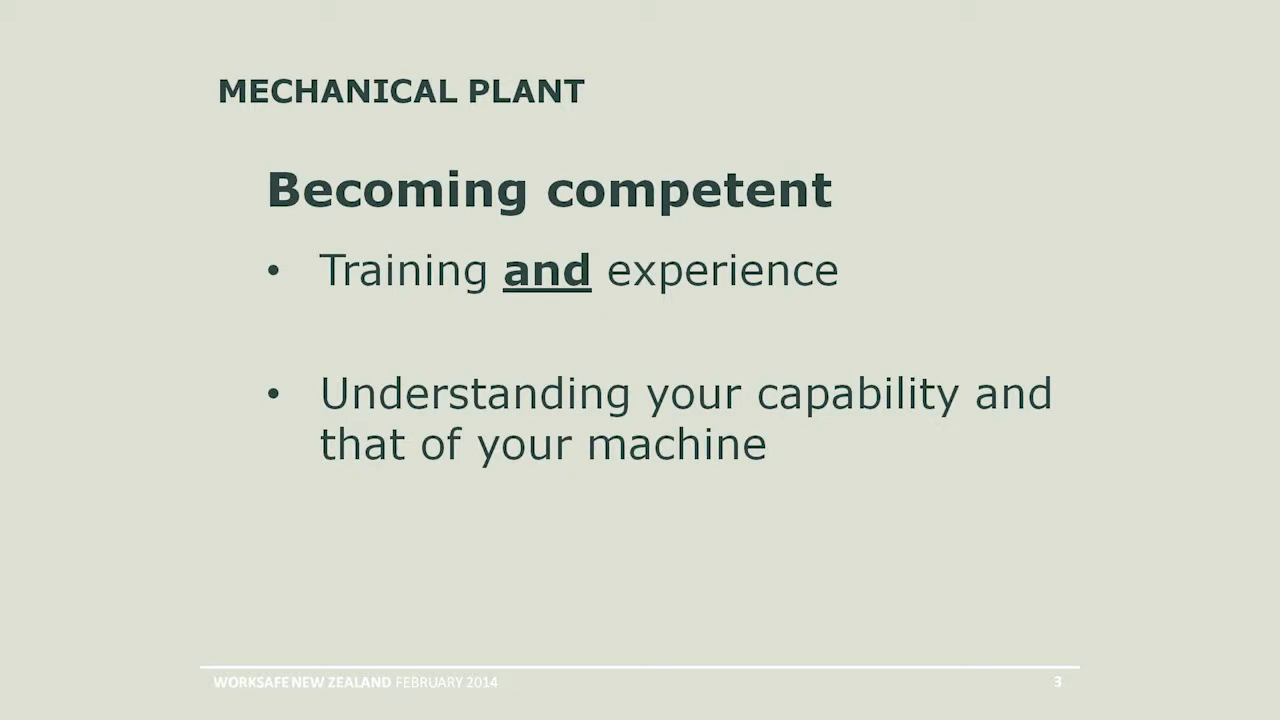 MECHANICAL PLANT
Becoming competent
• Training and experience
• Understanding your capability and
that of your machine
WORKSAFE NEW ZEALAND FEBRUARY 2014 3